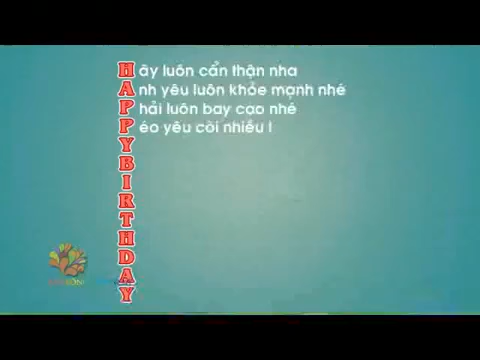 Hãy luôn cẩn thận nha
Anh yêu luôn khỏe mạnh nhé
Phải luôn bay cao nhé
Péo yêu còi nhiều !
Y
B
I
R
T
H
D
A
Y